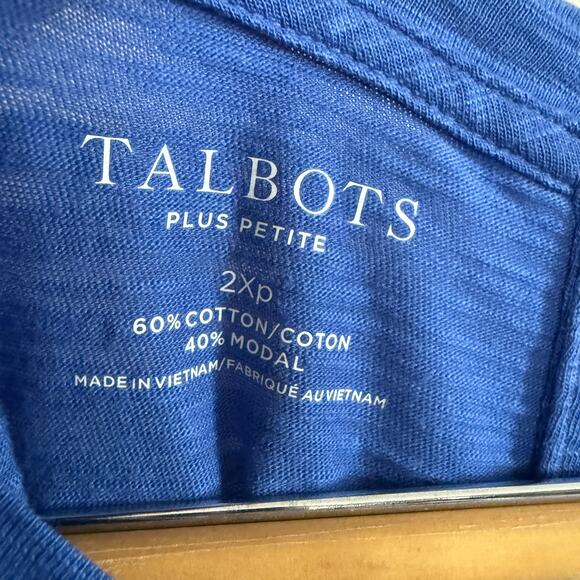 TALBOTS
PLUS PETITE
2Xp
60% COTTON/COTON
40% MODAL
MADE IN VIETNAM/FABRIQUÉ AU VIETNAM